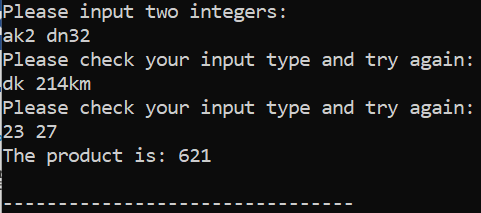 Please input two integers:
ak2 dn32
Please check your input type and try again:
dk 214km
Please check your input type and try again:
23 27
The product is: 621
--------------------------------